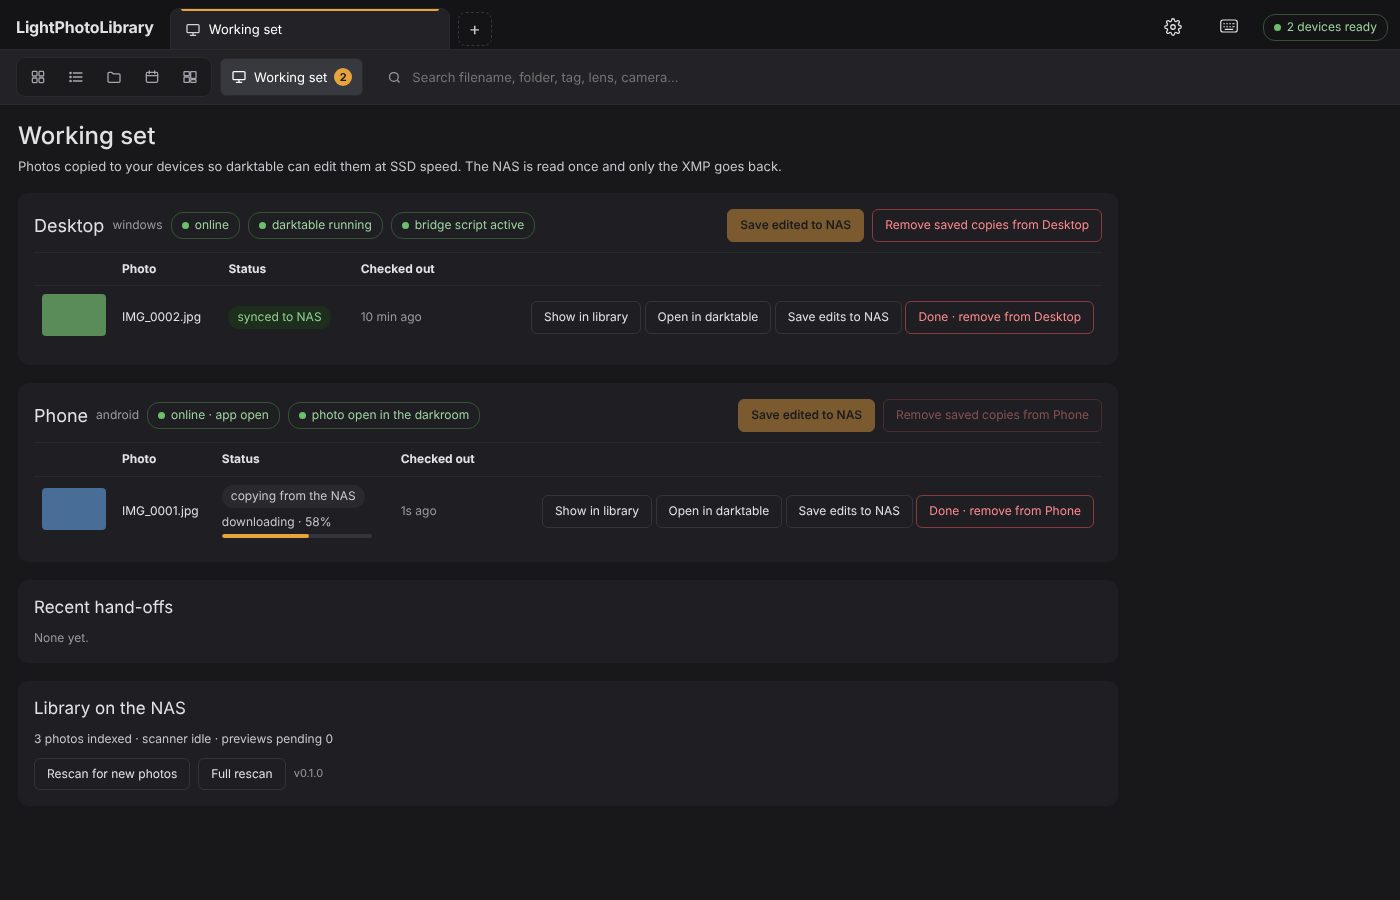 LightPhotoLibrary
Working set
+
2 devices ready
Working set 2
Search filename, folder, tag, lens, camera...
Working set
Photos copied to your devices so darktable can edit them at SSD speed. The NAS is read once and only the XMP goes back.
Desktop windows online darktable running bridge script active Save edited to NAS Remove saved copies from Desktop
Photo Status Checked out
IMG_0002.jpg synced to NAS 10 min ago Show in library Open in darktable Save edits to NAS Done · remove from Desktop
Phone android online · app open photo open in the darkroom Save edited to NAS Remove saved copies from Phone
Photo Status Checked out
copying from the NAS
IMG_0001.jpg 1s ago Show in library Open in darktable Save edits to NAS Done · remove from Phone
downloading · 58%
Recent hand-offs
None yet.
Library on the NAS
3 photos indexed · scanner idle · previews pending 0
Rescan for new photos Full rescan v0.1.0